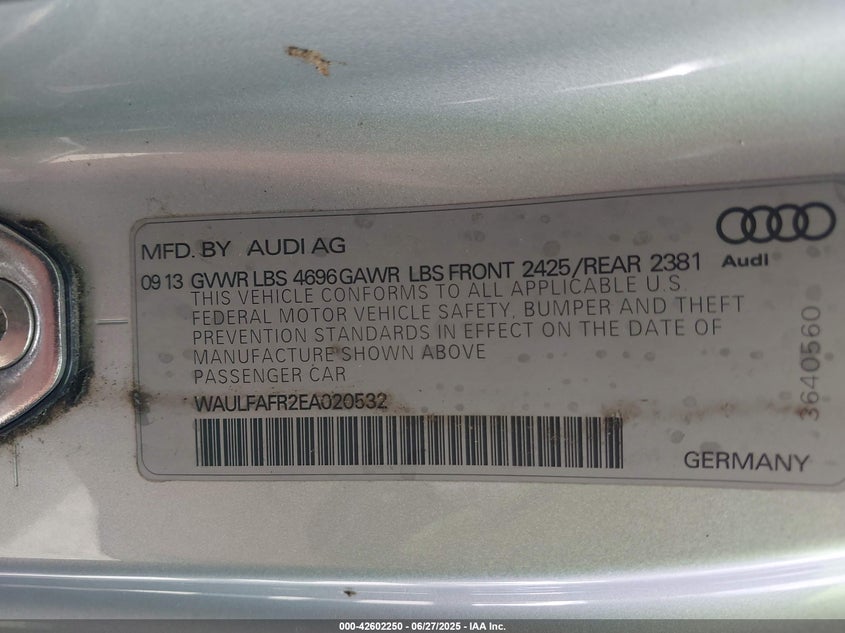 MFD. BY AUDI AG
09 13 GVWR LBS 4696 GAWR LBS FRONT 2425/REAR 2381
Audi
THIS VEHICLE CONFORMS TO ALL APPLICABLE U.S.
FEDERAL MOTOR VEHICLE SAFETY, BUMPER AND THEFT
PREVENTION STANDARDS IN EFFECT ON THE DATE OF
MANUFACTURE SHOWN ABOVE
PASSENGER CAR
WAULFAFR2EA020532
GERMANY
3640560
000-42602250 - 06/27/2025 - IAA Inc.